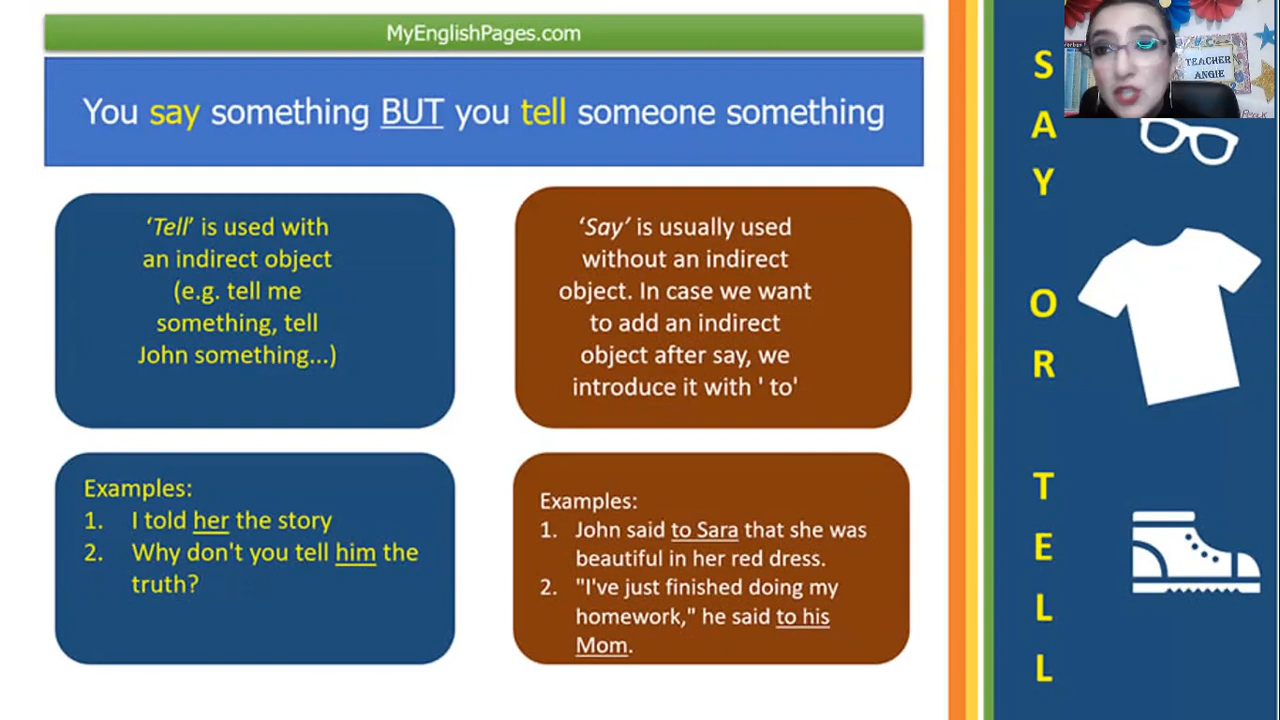 MyEnglishPages.com
You say something BUT you tell someone something
'Tell' is used with
an indirect object
(e.g. tell me
something, tell
John something...)
'Say' is usually used
without an indirect
object. In case we want
to add an indirect
object after say, we
introduce it with ' to'
Examples:
1. I told her the story
2. Why don't you tell him the
truth?
Examples:
1. John said to Sara that she was
beautiful in her red dress.
2. "I've just finished doing my
homework," he said to his
Mom.
SAY
OR
TELL
TEACHER
ANGIE